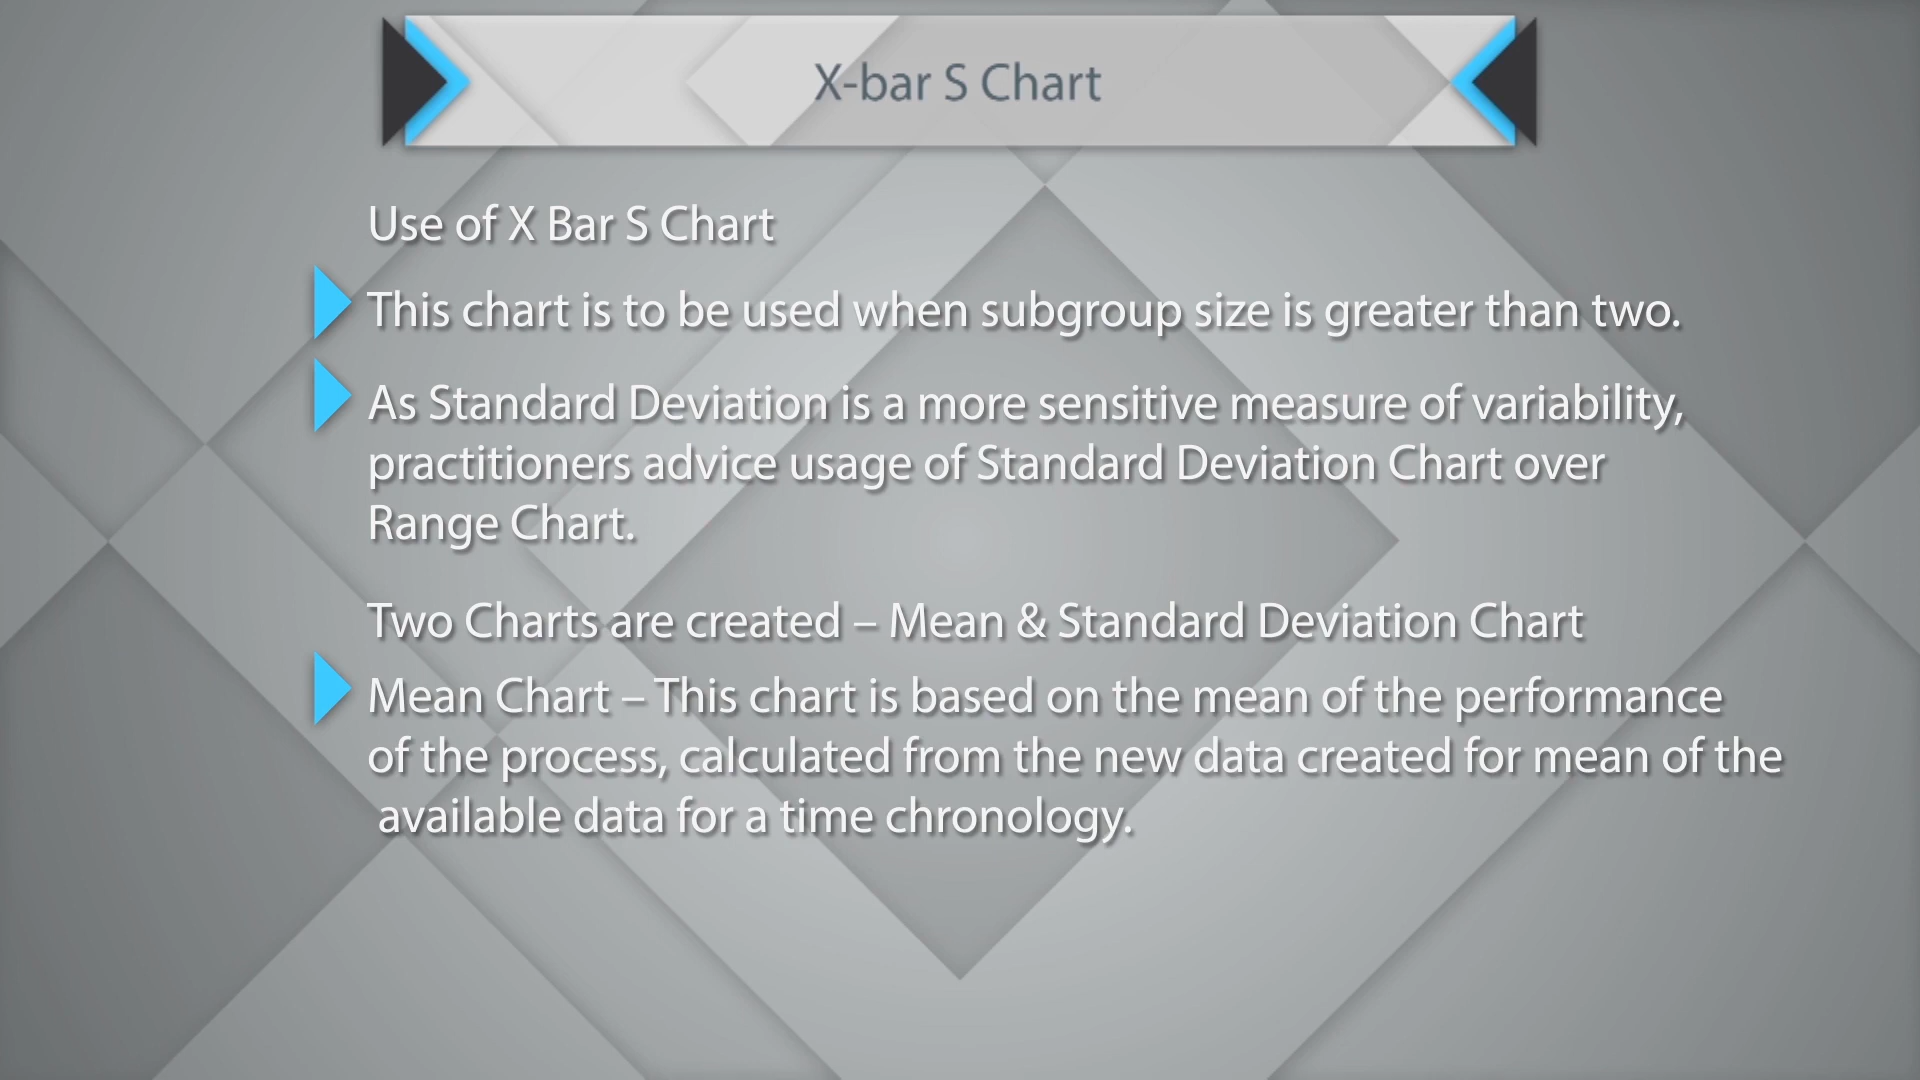 X-bar S Chart
Use of X Bar S Chart
This chart is to be used when subgroup size is greater than two.
As Standard Deviation is a more sensitive measure of variability,
practitioners advice usage of Standard Deviation Chart over
Range Chart.
Two Charts are created – Mean & Standard Deviation Chart
Mean Chart – This chart is based on the mean of the performance
of the process, calculated from the new data created for mean of the
available data for a time chronology.